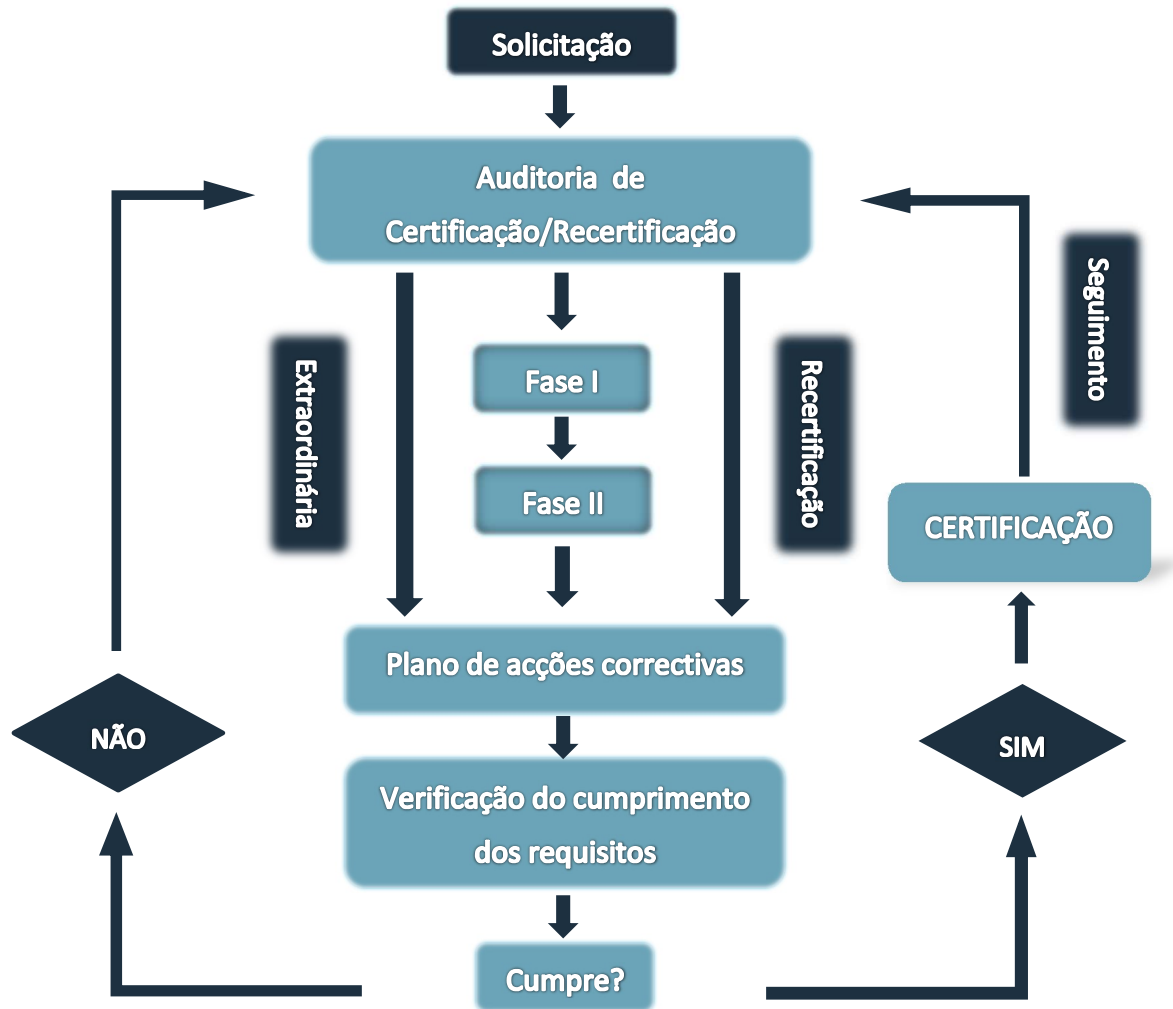 Solicitação
Auditoria de
Certificação/Recertificação
Extraordinária
Fase I
Fase II
Recertificação
Seguimento
CERTIFICAÇÃO
Plano de acções correctivas
NÃO
SIM
Verificação do cumprimento
dos requisitos
Cumpre?